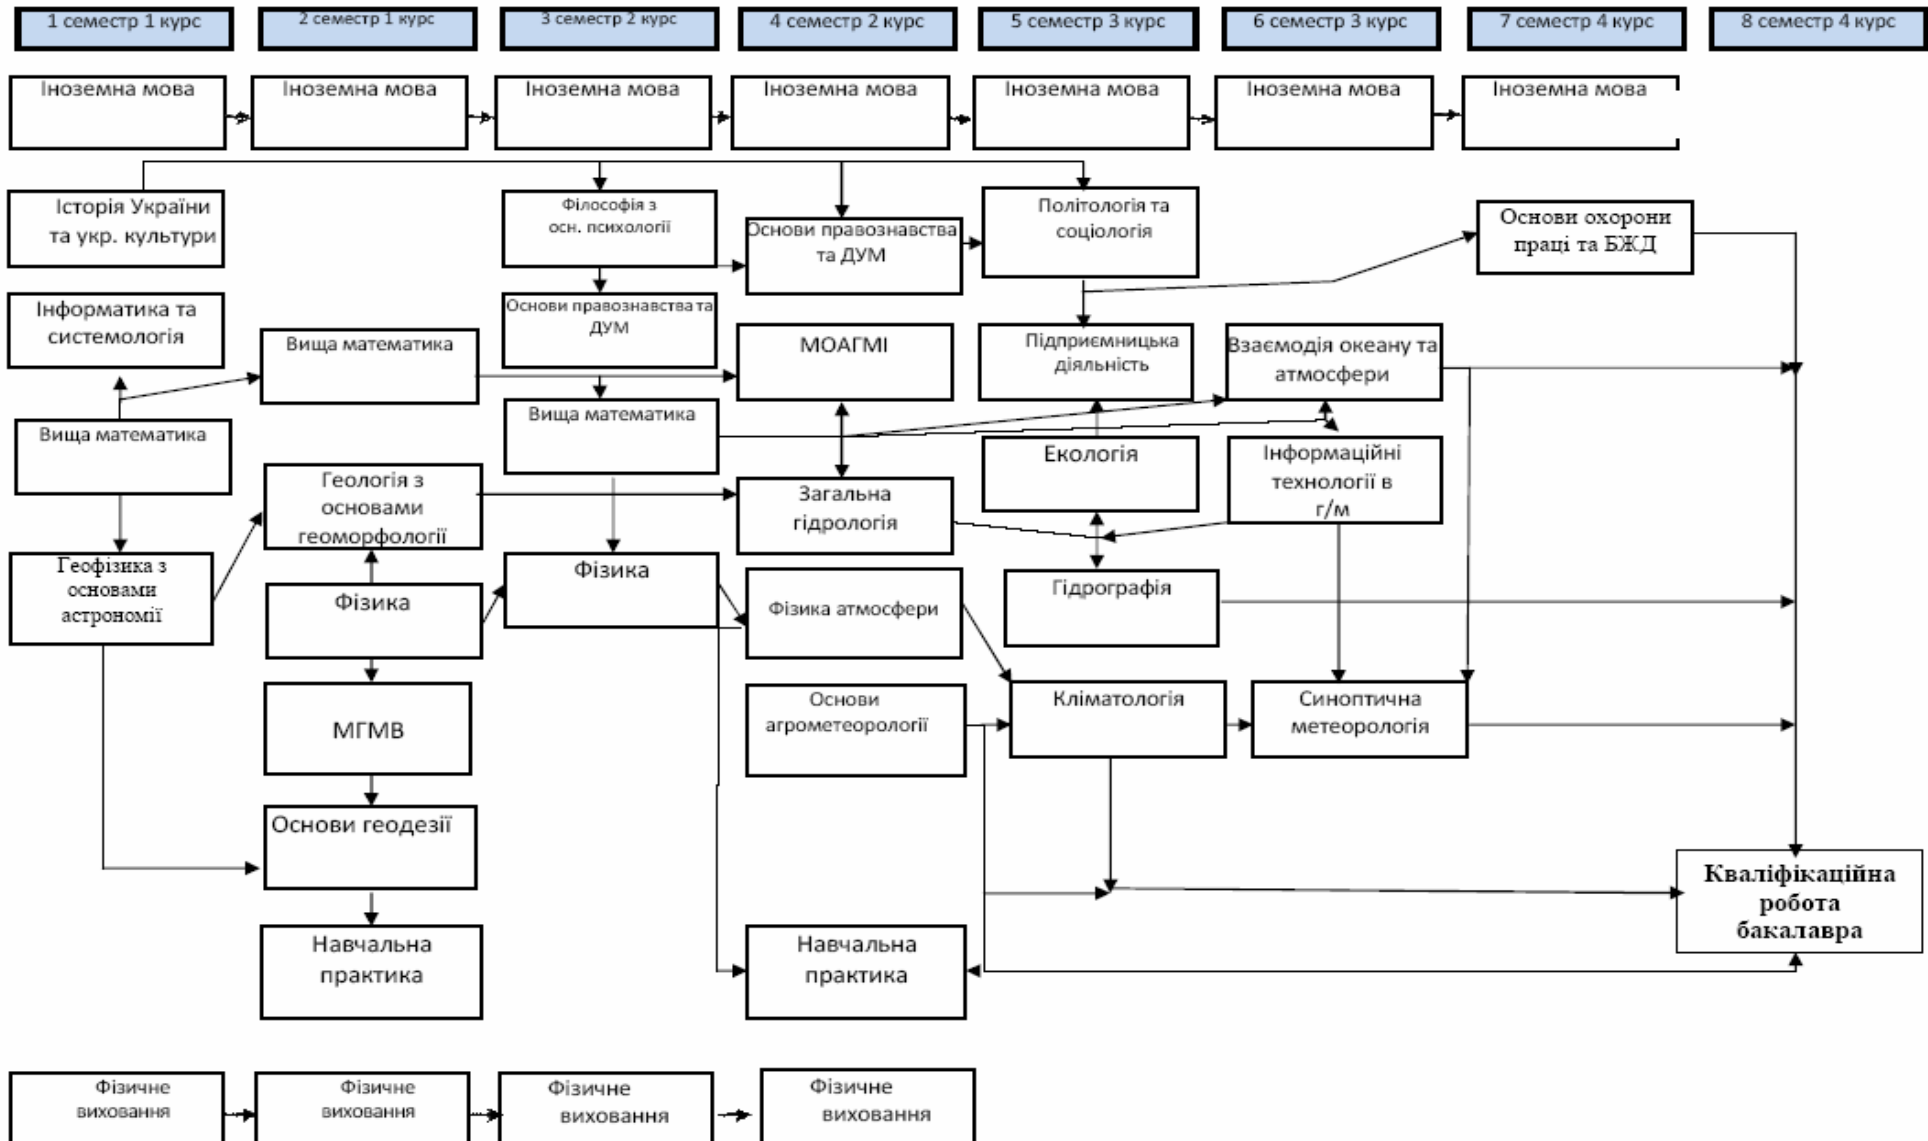 1 семестр 1 курс
2 семестр 1 курс
3 семестр 2 курс
4 семестр 2 курс
5 семестр 3 курс
6 семестр 3 курс
7 семестр 4 курс
8 семестр 4 курс
Іноземна мова
Іноземна мова
Іноземна мова
Іноземна мова
Іноземна мова
Іноземна мова
Іноземна мова
Історія України
та укр. культури
Філософія з
осн. психології
Основи правознавства
та ДУМ
Політологія та
соціологія
Основи охорони
праці та БЖД
Інформатика та
системологія
Вища математика
Основи правознавства та
ДУМ
МОАГМІ
Підприємницька
діяльність
Взаємодія океану та
атмосфери
Вища математика
Вища математика
Екологія
Інформаційні
технології в
г/м
Геологія з
основами
геоморфології
Загальна
гідрологія
Геофізика з
основами
астрономії
Фізика
Фізика
Фізика атмосфери
Гідрографія
МГМВ
Основи
агрометеорології
Кліматологія
Синоптична
метеорологія
Основи геодезії
Кваліфікаційна
робота
бакалавра
Навчальна
практика
Навчальна
практика
Фізичне
виховання
Фізичне
виховання
Фізичне
виховання
Фізичне
виховання